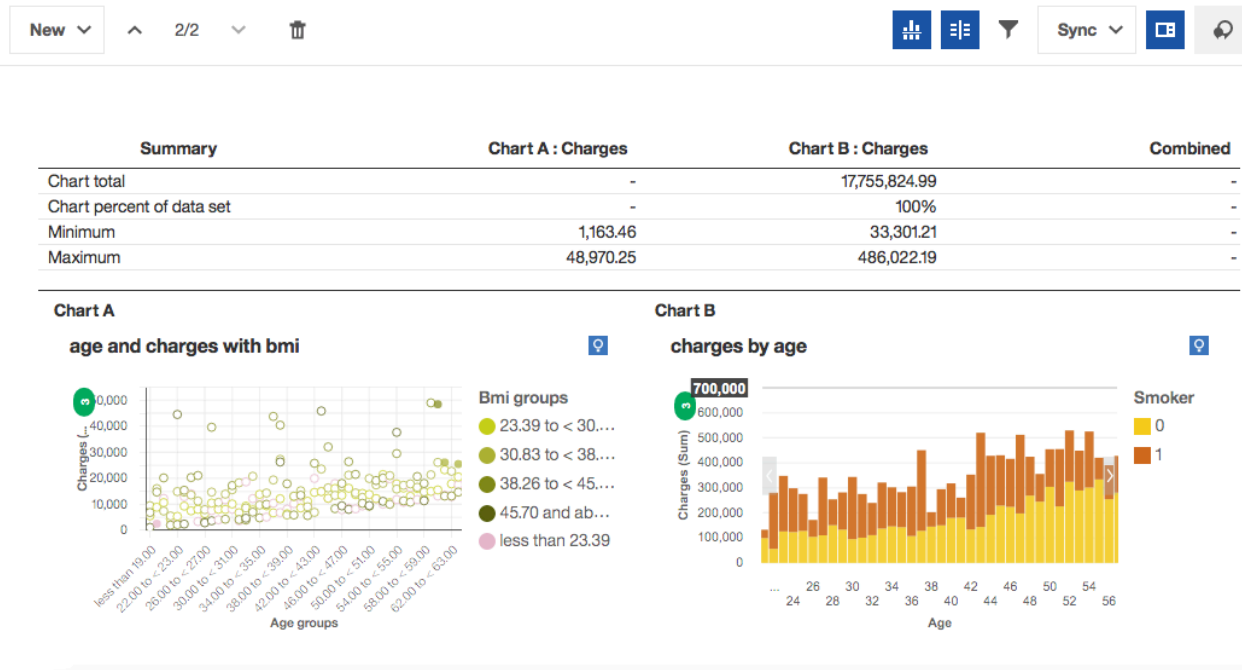 New 2/2 Sync
Summary Chart A : Charges Chart B : Charges Combined
Chart total - 17,755,824.99 -
Chart percent of data set - 100% -
Minimum 1,163.46 33,301.21 -
Maximum 48,970.25 486,022.19 -
Chart A Chart B
age and charges with bmi
3
Charges (...
0,000
40,000
30,000
20,000
10,000
0
less than 19.00
22.00 to < 23.00
26.00 to < 27.00
30.00 to < 31.00
34.00 to < 35.00
38.00 to < 39.00
42.00 to < 43.00
46.00 to < 47.00
50.00 to < 51.00
54.00 to < 55.00
58.00 to < 59.00
62.00 to < 63.00
Age groups
Bmi groups
23.39 to < 30....
30.83 to < 38....
38.26 to < 45....
45.70 and ab...
less than 23.39
charges by age
3
Charges (Sum)
700,000
600,000
500,000
400,000
300,000
200,000
100,000
0
... 26 30 34 38 42 46 50 54
24 28 32 36 40 44 48 52 56
Age
Smoker
0
1